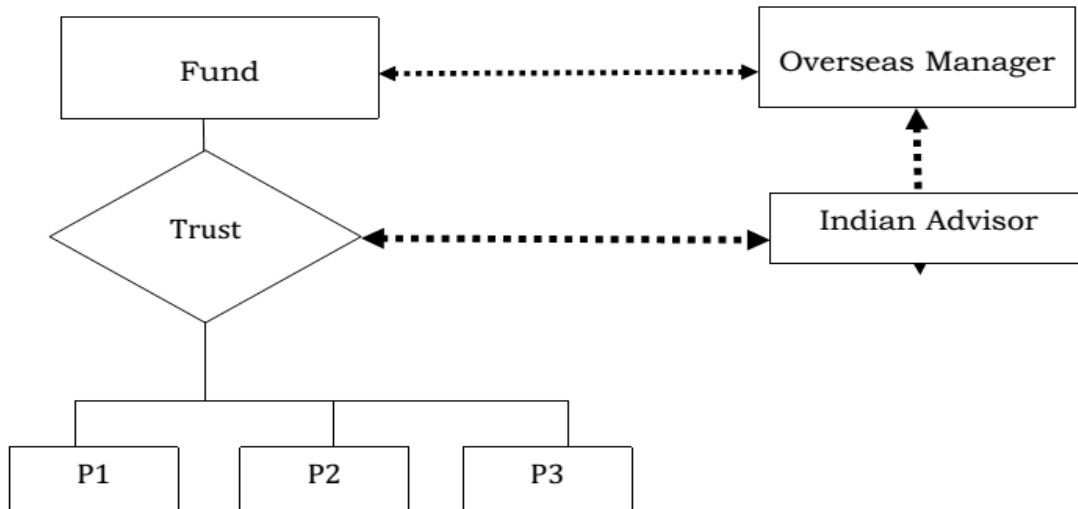 Fund
Overseas Manager
Trust
Indian Advisor
P1
P2
P3